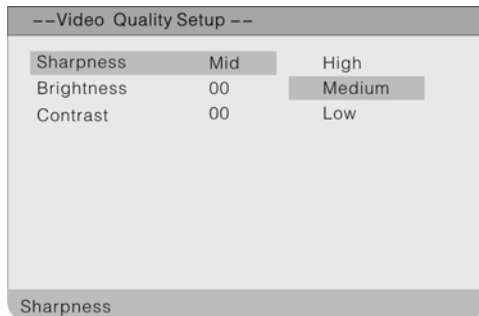 --Video Quality Setup --
Sharpness Mid High
Brightness 00 Medium
Contrast 00 Low
Sharpness